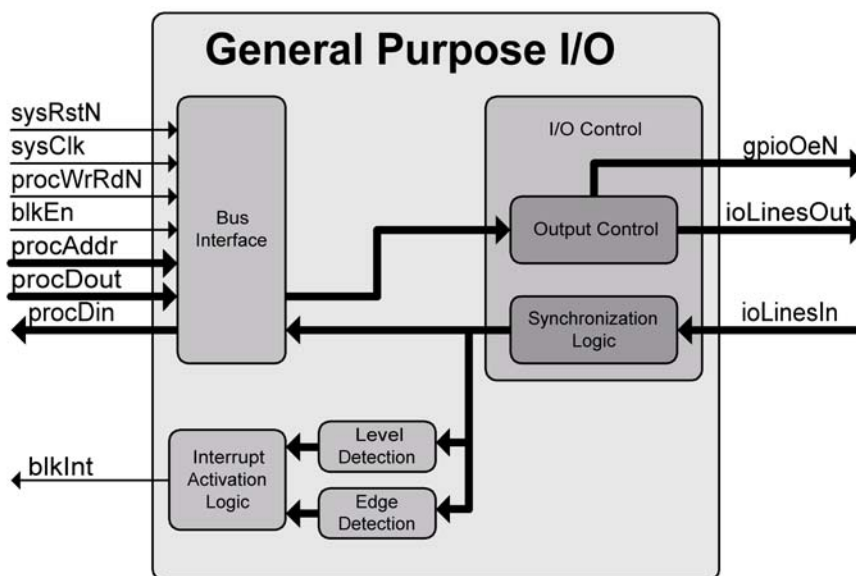 General Purpose I/O
sysRstN
sysClk
procWrRdN
blkEn
procAddr
procDout
procDin
Bus
Interface
I/O Control
Output Control
Synchronization
Logic
gpioOeN
ioLinesOut
ioLinesIn
Level
Detection
Edge
Detection
Interrupt
Activation
Logic
blkInt